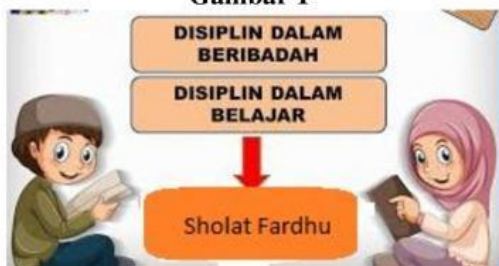 Gambar 1
DISIPLIN DALAM
BERIBADAH
DISIPLIN DALAM
BELAJAR
Sholat Fardhu